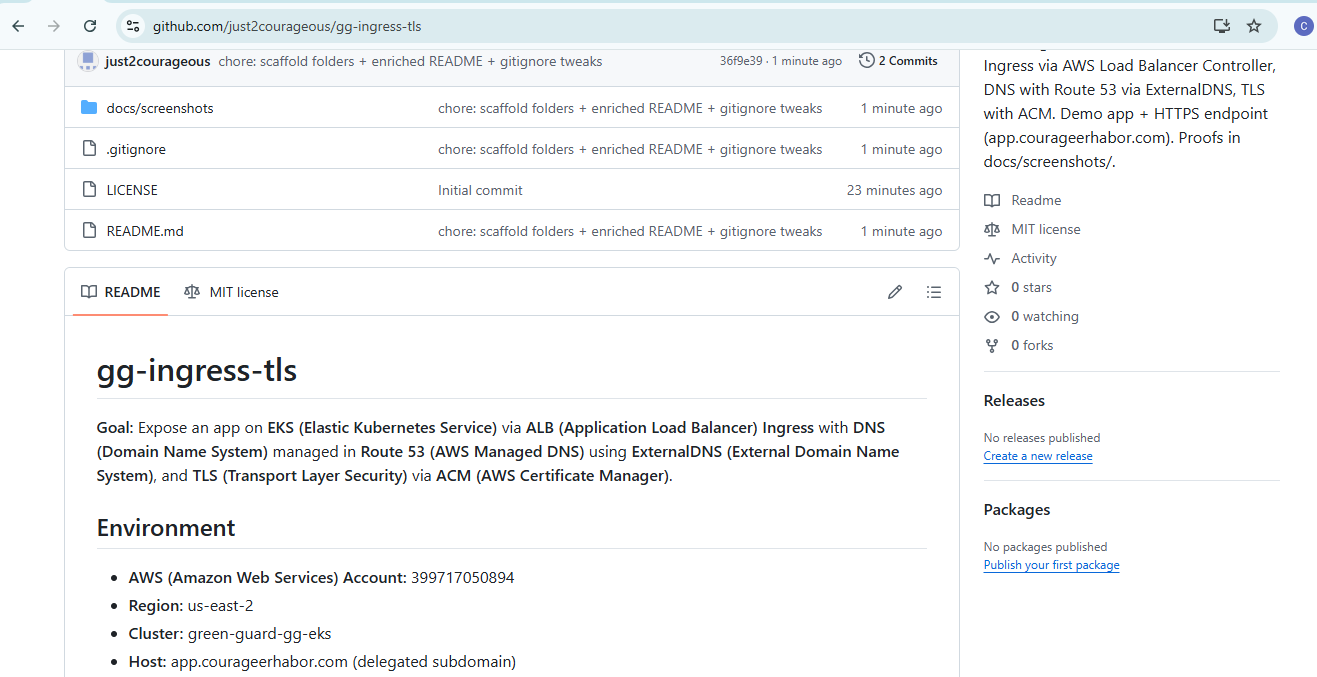 github.com/just2courageous/gg-ingress-tls
C
just2courageous chore: scaffold folders + enriched README + gitignore tweaks 36f9e39 · 1 minute ago 2 Commits
docs/screenshots chore: scaffold folders + enriched README + gitignore tweaks 1 minute ago
.gitignore chore: scaffold folders + enriched README + gitignore tweaks 1 minute ago
LICENSE Initial commit 23 minutes ago
README.md chore: scaffold folders + enriched README + gitignore tweaks 1 minute ago
README MIT license
gg-ingress-tls
Goal: Expose an app on EKS (Elastic Kubernetes Service) via ALB (Application Load Balancer) Ingress with DNS
(Domain Name System) managed in Route 53 (AWS Managed DNS) using ExternalDNS (External Domain Name
System), and TLS (Transport Layer Security) via ACM (AWS Certificate Manager).
Environment
AWS (Amazon Web Services) Account: 399717050894
Region: us-east-2
Cluster: green-guard-gg-eks
Host: app.courageerhabor.com (delegated subdomain)
Ingress via AWS Load Balancer Controller,
DNS with Route 53 via ExternalDNS, TLS
with ACM. Demo app + HTTPS endpoint
(app.courageerhabor.com). Proofs in
docs/screenshots/.
Readme
MIT license
Activity
0 stars
0 watching
0 forks
Releases
No releases published
Create a new release
Packages
No packages published
Publish your first package